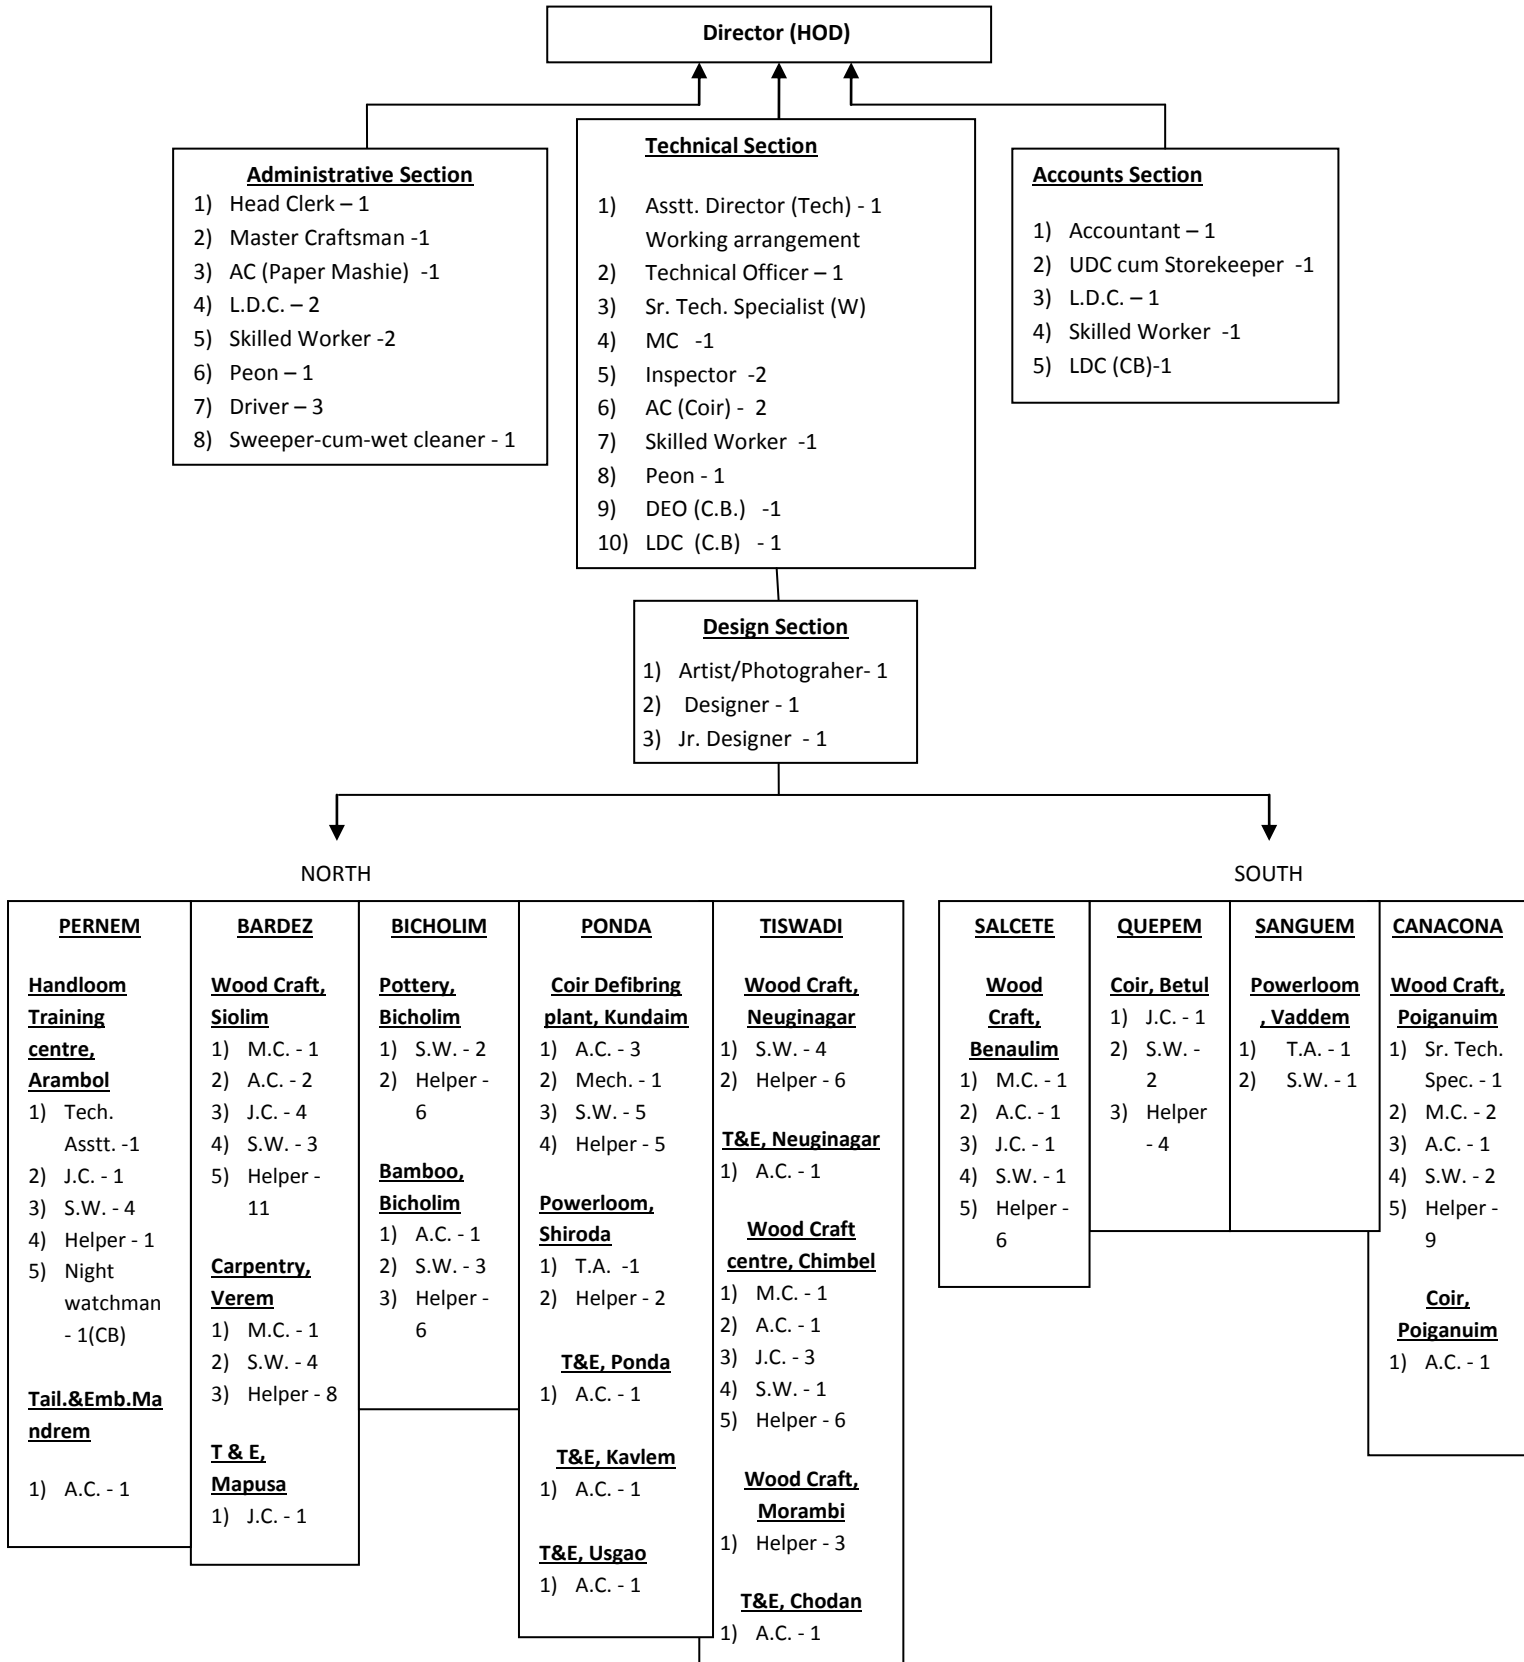 Director (HOD)
Administrative Section
1) Head Clerk – 1
2) Master Craftsman -1
3) AC (Paper Mashie) -1
4) L.D.C. – 2
5) Skilled Worker -2
6) Peon – 1
7) Driver – 3
8) Sweeper-cum-wet cleaner - 1
Technical Section
1) Asstt. Director (Tech) - 1
Working arrangement
2) Technical Officer – 1
3) Sr. Tech. Specialist (W)
4) MC -1
5) Inspector -2
6) AC (Coir) - 2
7) Skilled Worker -1
8) Peon - 1
9) DEO (C.B.) -1
10) LDC (C.B) - 1
Accounts Section
1) Accountant – 1
2) UDC cum Storekeeper -1
3) L.D.C. – 1
4) Skilled Worker -1
5) LDC (CB)-1
Design Section
1) Artist/Photograher- 1
2) Designer - 1
3) Jr. Designer - 1
NORTH
PERNEM
Handloom
Training
centre,
Arambol
1) Tech.
Asstt. -1
2) J.C. - 1
3) S.W. - 4
4) Helper - 1
5) Night
watchman
- 1(CB)
Tail.&Emb.Ma
ndrem
1) A.C. - 1
BARDEZ
Wood Craft,
Siolim
1) M.C. - 1
2) A.C. - 2
3) J.C. - 4
4) S.W. - 3
5) Helper -
11
Carpentry,
Verem
1) M.C. - 1
2) S.W. - 4
3) Helper - 8
T & E,
Mapusa
1) J.C. - 1
BICHOLIM
Pottery,
Bicholim
1) S.W. - 2
2) Helper -
6
Bamboo,
Bicholim
1) A.C. - 1
2) S.W. - 3
3) Helper -
6
PONDA
Coir Defibring
plant, Kundaim
1) A.C. - 3
2) Mech. - 1
3) S.W. - 5
4) Helper - 5
Powerloom,
Shiroda
1) T.A. -1
2) Helper - 2
T&E, Ponda
1) A.C. - 1
T&E, Kavlem
1) A.C. - 1
T&E, Usgao
1) A.C. - 1
TISWADI
Wood Craft,
Neuginagar
1) S.W. - 4
2) Helper - 6
T&E, Neuginagar
1) A.C. - 1
Wood Craft
centre, Chimbel
1) M.C. - 1
2) A.C. - 1
3) J.C. - 3
4) S.W. - 1
5) Helper - 6
Wood Craft,
Morambi
1) Helper - 3
T&E, Chodan
1) A.C. - 1
SOUTH
SALCETE
Wood
Craft,
Benaulim
1) M.C. - 1
2) A.C. - 1
3) J.C. - 1
4) S.W. - 1
5) Helper -
6
QUEPEM
Coir, Betul
1) J.C. - 1
2) S.W. -
2
3) Helper
- 4
SANGUEM
Powerloom
, Vaddem
1) T.A. - 1
2) S.W. - 1
CANACONA
Wood Craft,
Poiganuim
1) Sr. Tech.
Spec. - 1
2) M.C. - 2
3) A.C. - 1
4) S.W. - 2
5) Helper -
9
Coir,
Poiganuim
1) A.C. - 1